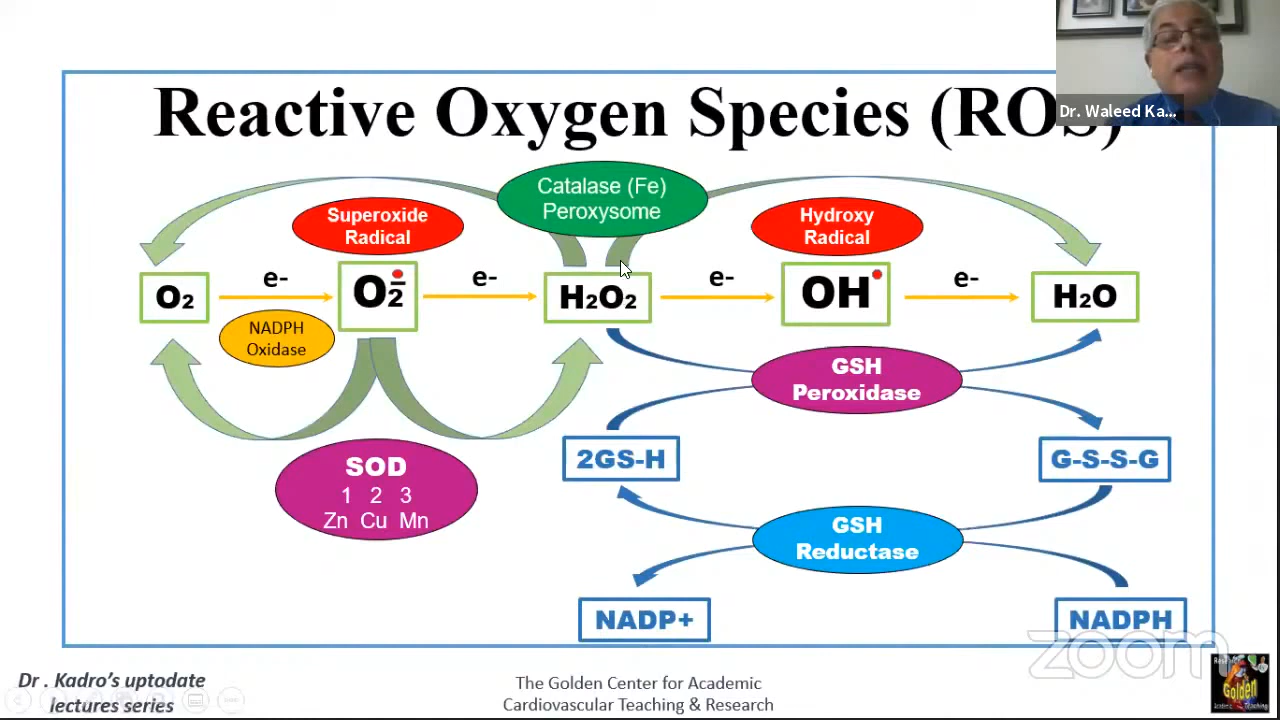 Dr. Waleed Ka...
Reactive Oxygen Species (ROS)
Catalase (Fe)
Peroxysome
Superoxide
Radical
Hydroxy
Radical
O2
e-
O2•-
e-
H2O2
e-
OH•
e-
H2O
NADPH
Oxidase
GSH
Peroxidase
SOD
1 2 3
Zn Cu Mn
2GS-H
G-S-S-G
GSH
Reductase
NADP+
NADPH
zoom
Dr . Kadro’s uptodate
lectures series
The Golden Center for Academic
Cardiovascular Teaching & Research
Golden
Teaching